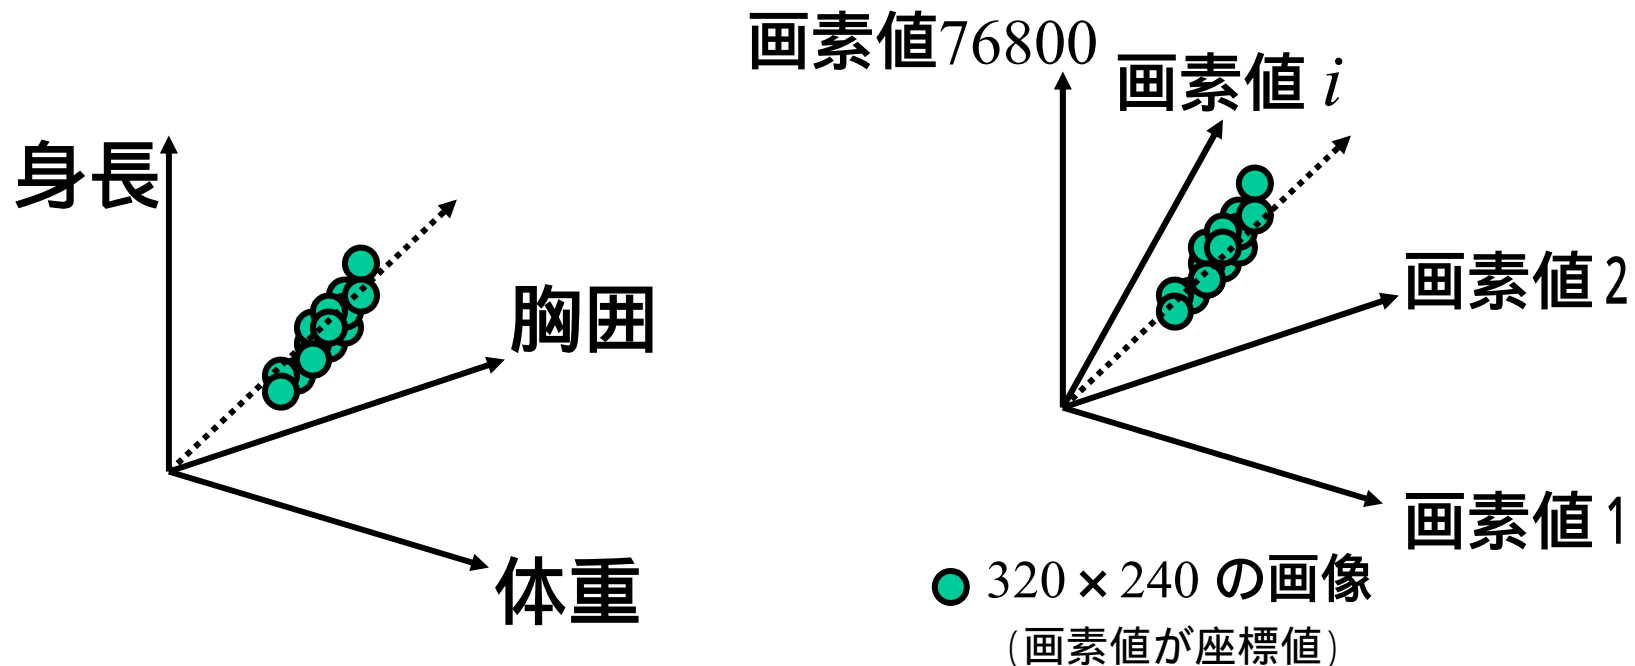 身長
胸囲
体重
画素値76800
画素値 i
画素値 2
画素値 1
320 × 240 の画像
(画素値が座標値)